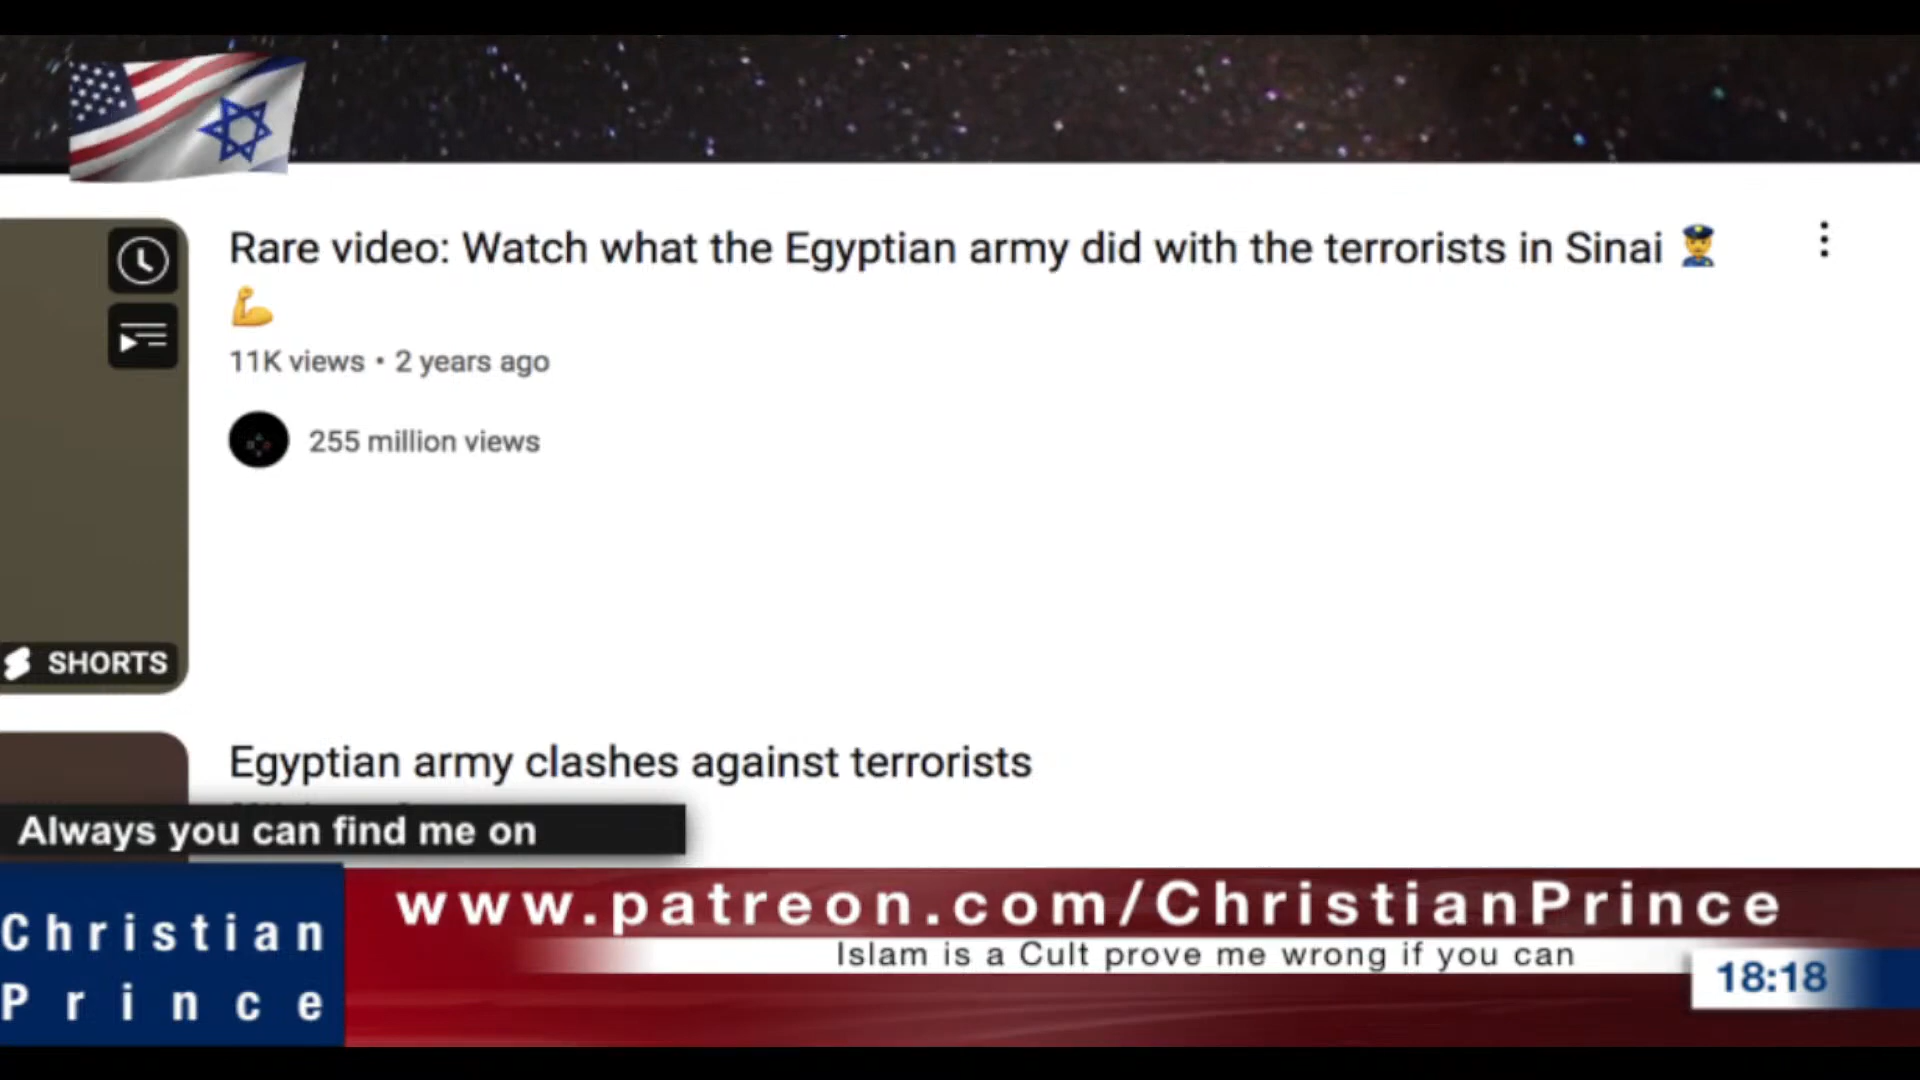 Rare video: Watch what the Egyptian army did with the terrorists in Sinai 👮
💪
11K views • 2 years ago
255 million views
SHORTS
Egyptian army clashes against terrorists
Always you can find me on
Christian
Prince
www.patreon.com/ChristianPrince
Islam is a Cult prove me wrong if you can
18:18